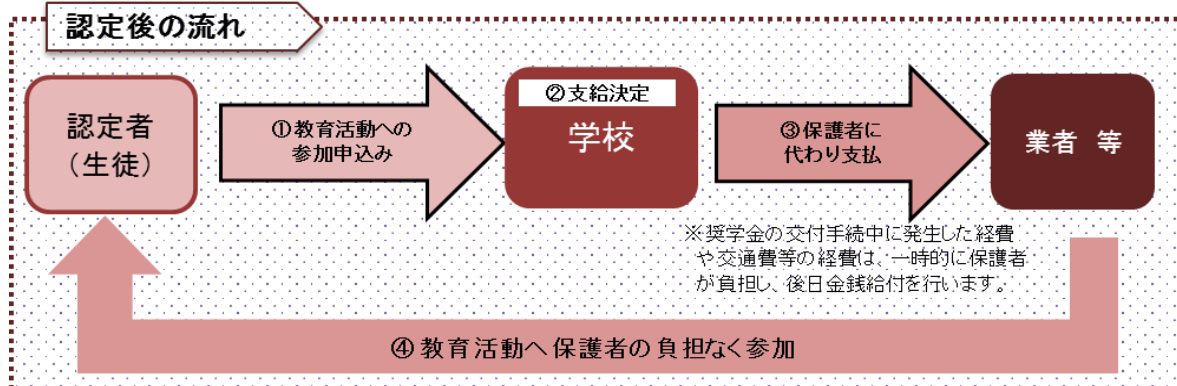 認定後の流れ
認定者
（生徒）
①教育活動への
参加申込み
②支給決定
学校
③保護者に
代わり支払
業者 等
※奨学金の交付手続中に発生した経費
や交通費等の経費は、一時的に保護者
が負担し、後日金銭給付を行います。
④教育活動へ保護者の負担なく参加